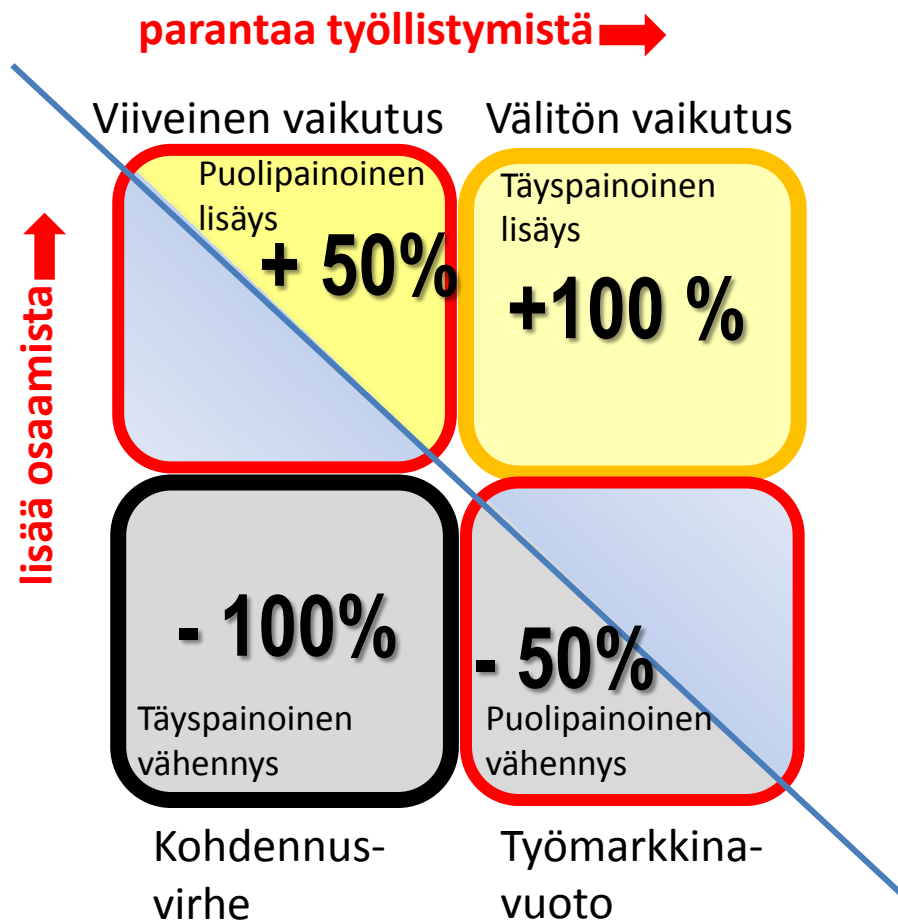 parantaa työllistymistä
Viiveinen vaikutus
Välitön vaikutus
Puolipainoinen
lisäys
+ 50%
Täyspainoinen
lisäys
+100 %
lisää osaamista
- 100%
Täyspainoinen
vähennys
- 50%
Puolipainoinen
vähennys
Kohdennus-
virhe
Työmarkkina-
vuoto